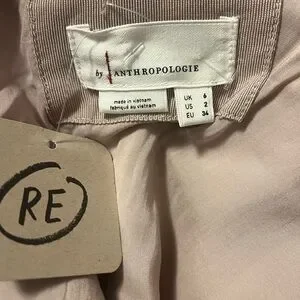 by ANTHROPOLOGIE
made in vietnam
fabriqué au vietnam
UK 6
US 2
EU 34
RE